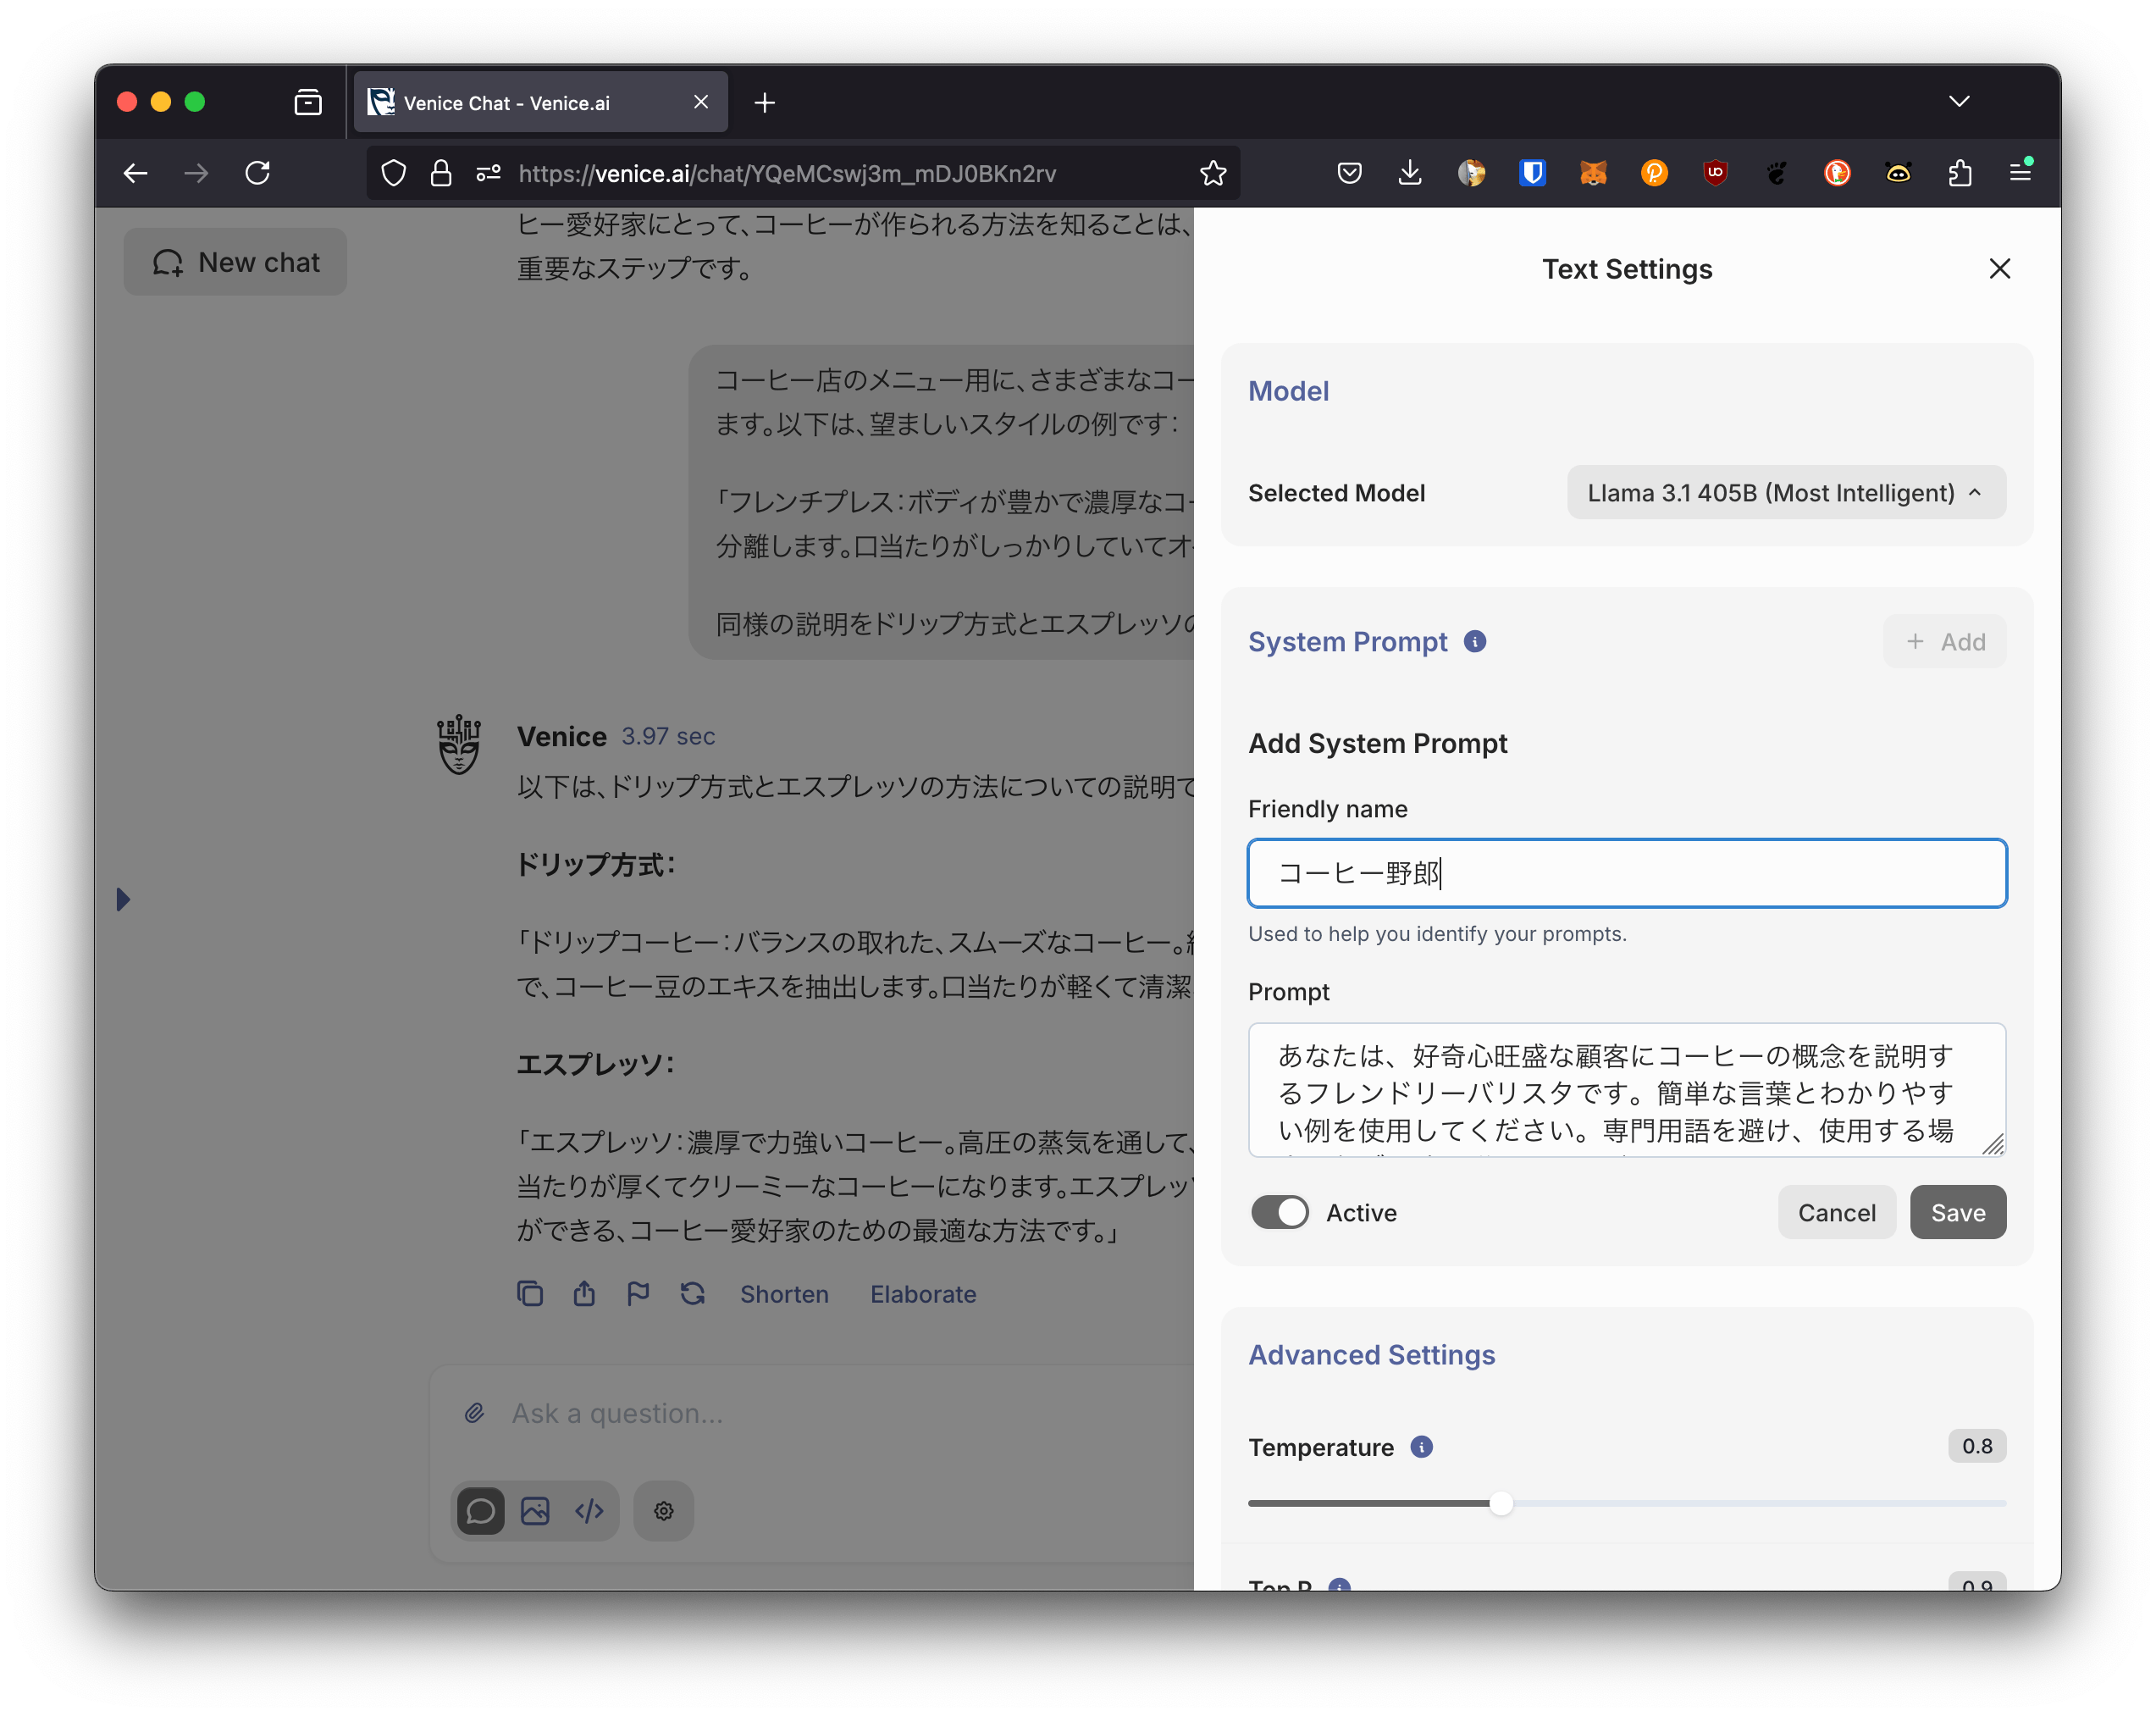 Venice Chat - Venice.ai
https://venice.ai/chat/YQeMCswj3m_mDJ0BKn2rv
New chat
ヒー愛好家にとって、コーヒーが作られる方法を知ることは、
重要なステップです。
コーヒー店のメニュー用に、さまざまなコー
ます。以下は、望ましいスタイルの例です：
「フレンチプレス：ボディが豊かで濃厚なコー
分離します。口当たりがしっかりしていてオ
同様の説明をドリップ方式とエスプレッソの
Venice 3.97 sec
以下は、ドリップ方式とエスプレッソの方法についての説明で
ドリップ方式：
「ドリップコーヒー：バランスの取れた、スムーズなコーヒー。
で、コーヒー豆のエキスを抽出します。口当たりが軽くて清潔
エスプレッソ：
「エスプレッソ：濃厚で力強いコーヒー。高圧の蒸気を通して、
当たりが厚くてクリーミーなコーヒーになります。エスプレッソ
ができる、コーヒー愛好家のための最適な方法です。」
Shorten Elaborate
Ask a question...
Text Settings
Model
Selected Model Llama 3.1 405B (Most Intelligent)
System Prompt + Add
Add System Prompt
Friendly name
コーヒー野郎
Used to help you identify your prompts.
Prompt
あなたは、好奇心旺盛な顧客にコーヒーの概念を説明す
るフレンドリーバリスタです。簡単な言葉とわかりやす
い例を使用してください。専門用語を避け、使用する場
Active Cancel Save
Advanced Settings
Temperature 0.8
Top P 0.9